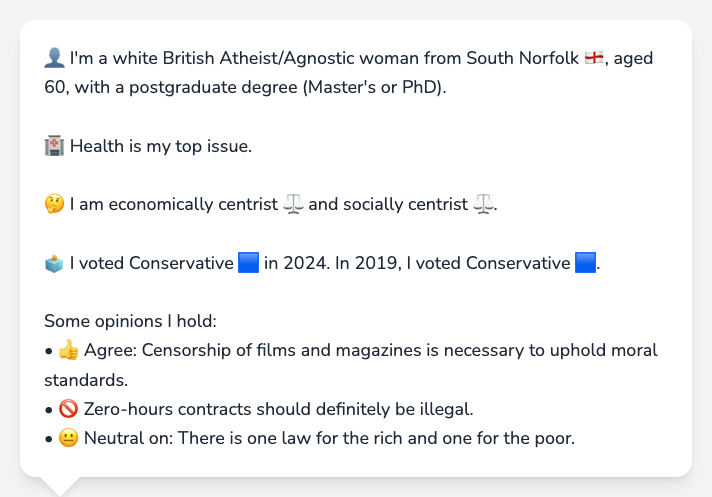 👤 I'm a white British Atheist/Agnostic woman from South Norfolk 🏴󠁧󠁢󠁥󠁮󠁧󠁿, aged
60, with a postgraduate degree (Master's or PhD).
🏥 Health is my top issue.
🤔 I am economically centrist ⚖️ and socially centrist ⚖️.
🗳️ I voted Conservative 🟦 in 2024. In 2019, I voted Conservative 🟦.
Some opinions I hold:
• 👍 Agree: Censorship of films and magazines is necessary to uphold moral
standards.
• 🚫 Zero-hours contracts should definitely be illegal.
• 😐 Neutral on: There is one law for the rich and one for the poor.